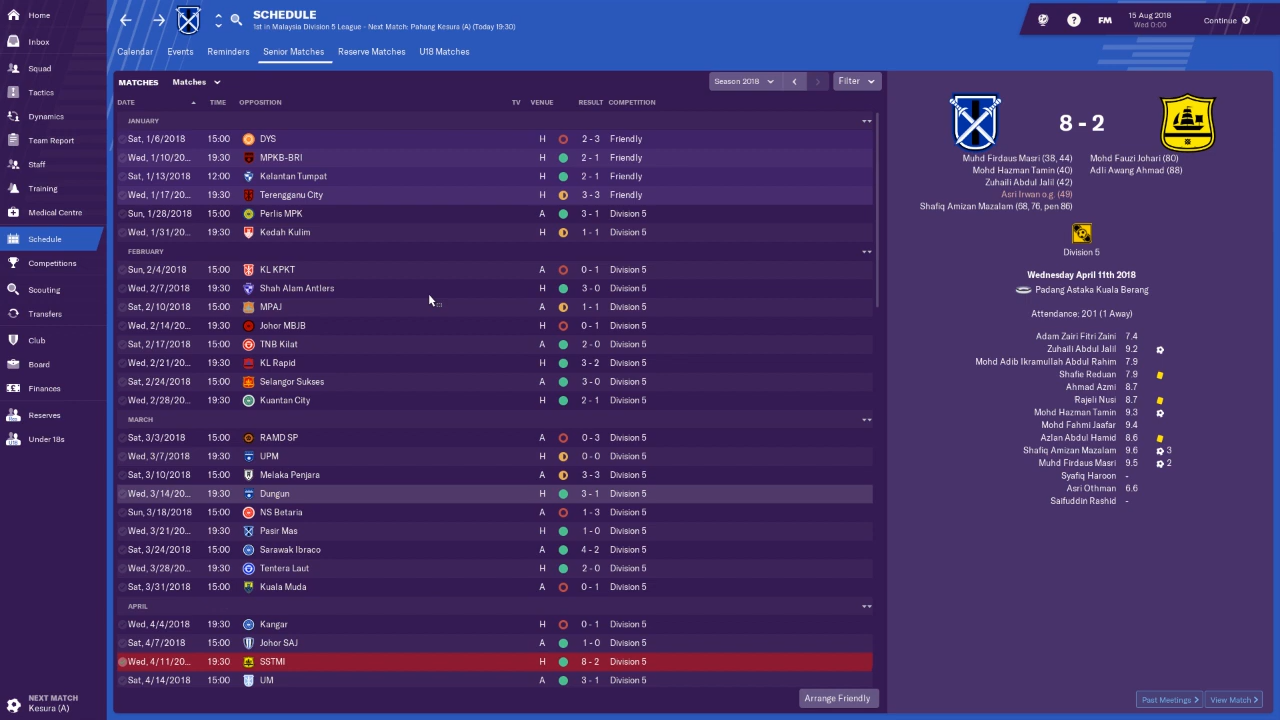 Home
Inbox
Squad
Tactics
Dynamics
Team Report
Staff
Training
Medical Centre
Schedule
Competitions
Scouting
Transfers
Club
Board
Finances
Reserves
Under 18s
NEXT MATCH
Kesura (A)
SCHEDULE
1st in Malaysia Division 5 League - Next Match: Pahang Kesura (A) (Today 19:30)
FM 15 Aug 2018 Continue
Wed 0:00
Calendar Events Reminders Senior Matches Reserve Matches U18 Matches
MATCHES Matches Season 2018 Filter
DATE TIME OPPOSITION TV VENUE RESULT COMPETITION
JANUARY
Sat, 1/6/2018 15:00 DYS H 2 - 3 Friendly
Wed, 1/10/20... 19:30 MPKB-BRI H 2 - 1 Friendly
Sat, 1/13/2018 12:00 Kelantan Tumpat H 2 - 1 Friendly
Wed, 1/17/20... 19:30 Terengganu City H 3 - 3 Friendly
Sun, 1/28/2018 15:00 Perlis MPK A 3 - 1 Division 5
Wed, 1/31/20... 19:30 Kedah Kulim H 1 - 1 Division 5
FEBRUARY
Sun, 2/4/2018 15:00 KL KPKT A 0 - 1 Division 5
Wed, 2/7/2018 19:30 Shah Alam Antlers H 3 - 0 Division 5
Sat, 2/10/2018 15:00 MPAJ A 1 - 1 Division 5
Wed, 2/14/20... 19:30 Johor MBJB H 0 - 1 Division 5
Sat, 2/17/2018 15:00 TNB Kilat A 2 - 0 Division 5
Wed, 2/21/20... 19:30 KL Rapid H 3 - 2 Division 5
Sat, 2/24/2018 15:00 Selangor Sukses A 3 - 0 Division 5
Wed, 2/28/20... 19:30 Kuantan City H 2 - 1 Division 5
MARCH
Sat, 3/3/2018 15:00 RAMD SP A 0 - 3 Division 5
Wed, 3/7/2018 19:30 UPM H 0 - 0 Division 5
Sat, 3/10/2018 15:00 Melaka Penjara A 3 - 3 Division 5
Wed, 3/14/20... 19:30 Dungun H 3 - 1 Division 5
Sun, 3/18/2018 15:00 NS Betaria A 1 - 3 Division 5
Wed, 3/21/20... 19:30 Pasir Mas H 1 - 0 Division 5
Sat, 3/24/2018 15:00 Sarawak Ibraco A 4 - 2 Division 5
Wed, 3/28/20... 19:30 Tentera Laut H 2 - 0 Division 5
Sat, 3/31/2018 15:00 Kuala Muda A 0 - 1 Division 5
APRIL
Wed, 4/4/2018 19:30 Kangar H 0 - 1 Division 5
Sat, 4/7/2018 15:00 Johor SAJ A 1 - 0 Division 5
Wed, 4/11/20... 19:30 SSTMI H 8 - 2 Division 5
Sat, 4/14/2018 15:00 UM A 3 - 1 Division 5
Arrange Friendly
8 - 2
Muhd Firdaus Masri (38, 44) Mohd Fauzi Johari (80)
Mohd Hazman Tamin (40) Adli Awang Ahmad (88)
Zuhaili Abdul Jalil (42)
Asri Irwan o.g. (49)
Shafiq Amizan Mazalam (68, 76, pen 86)
Division 5
Wednesday April 11th 2018
Padang Astaka Kuala Berang
Attendance: 201 (1 Away)
Adam Zairi Fitri Zaini 7.4
Zuhaili Abdul Jalil 9.2
Mohd Adib Ikramullah Abdul Rahim 7.9
Shafie Reduan 7.9
Ahmad Azmi 8.7
Rajeli Nusi 8.7
Mohd Hazman Tamin 9.3
Mohd Fahmi Jaafar 9.4
Azlan Abdul Hamid 8.6
Shafiq Amizan Mazalam 9.6 3
Muhd Firdaus Masri 9.5 2
Syafiq Haroon -
Asri Othman 6.6
Saifuddin Rashid -
Past Meetings View Match